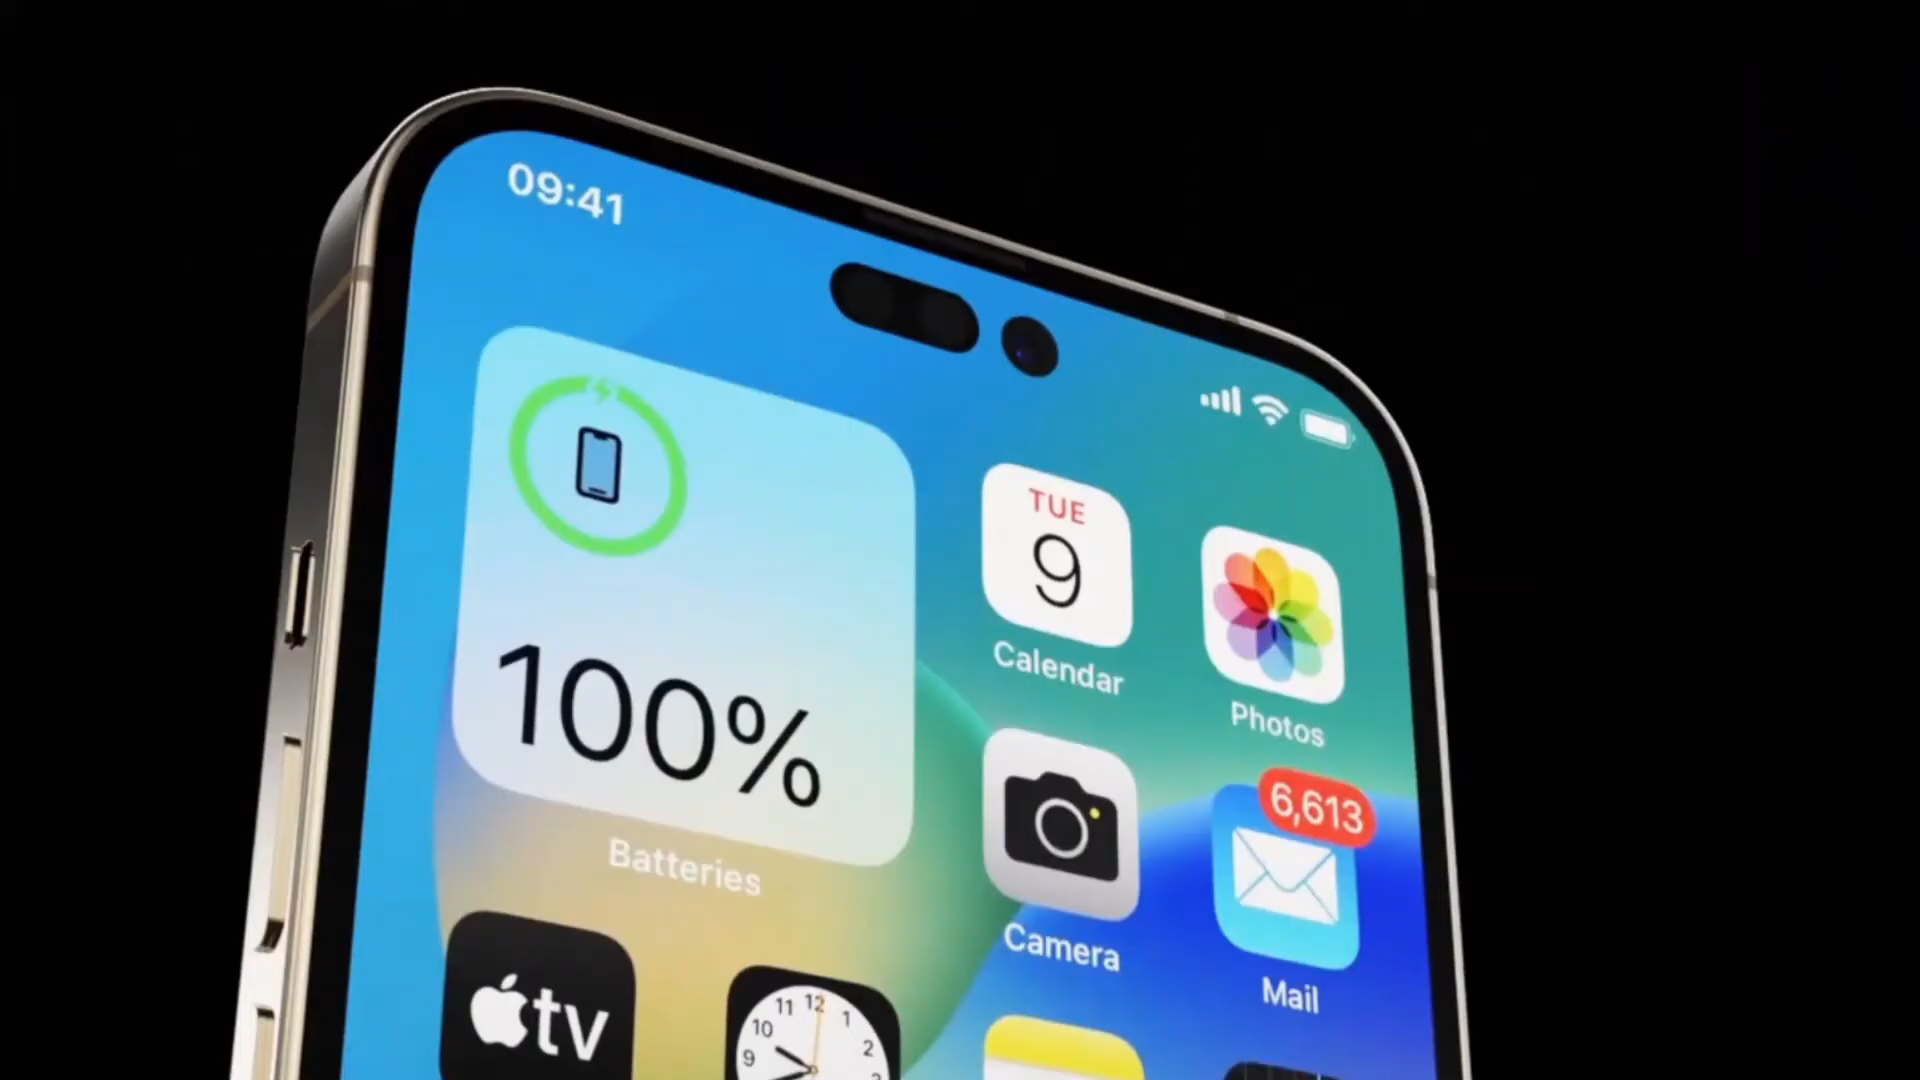 09:41
100%
Batteries
TUE
9
Calendar
Photos
Camera
6,613
Mail
tv
11 12 1
10 2
9